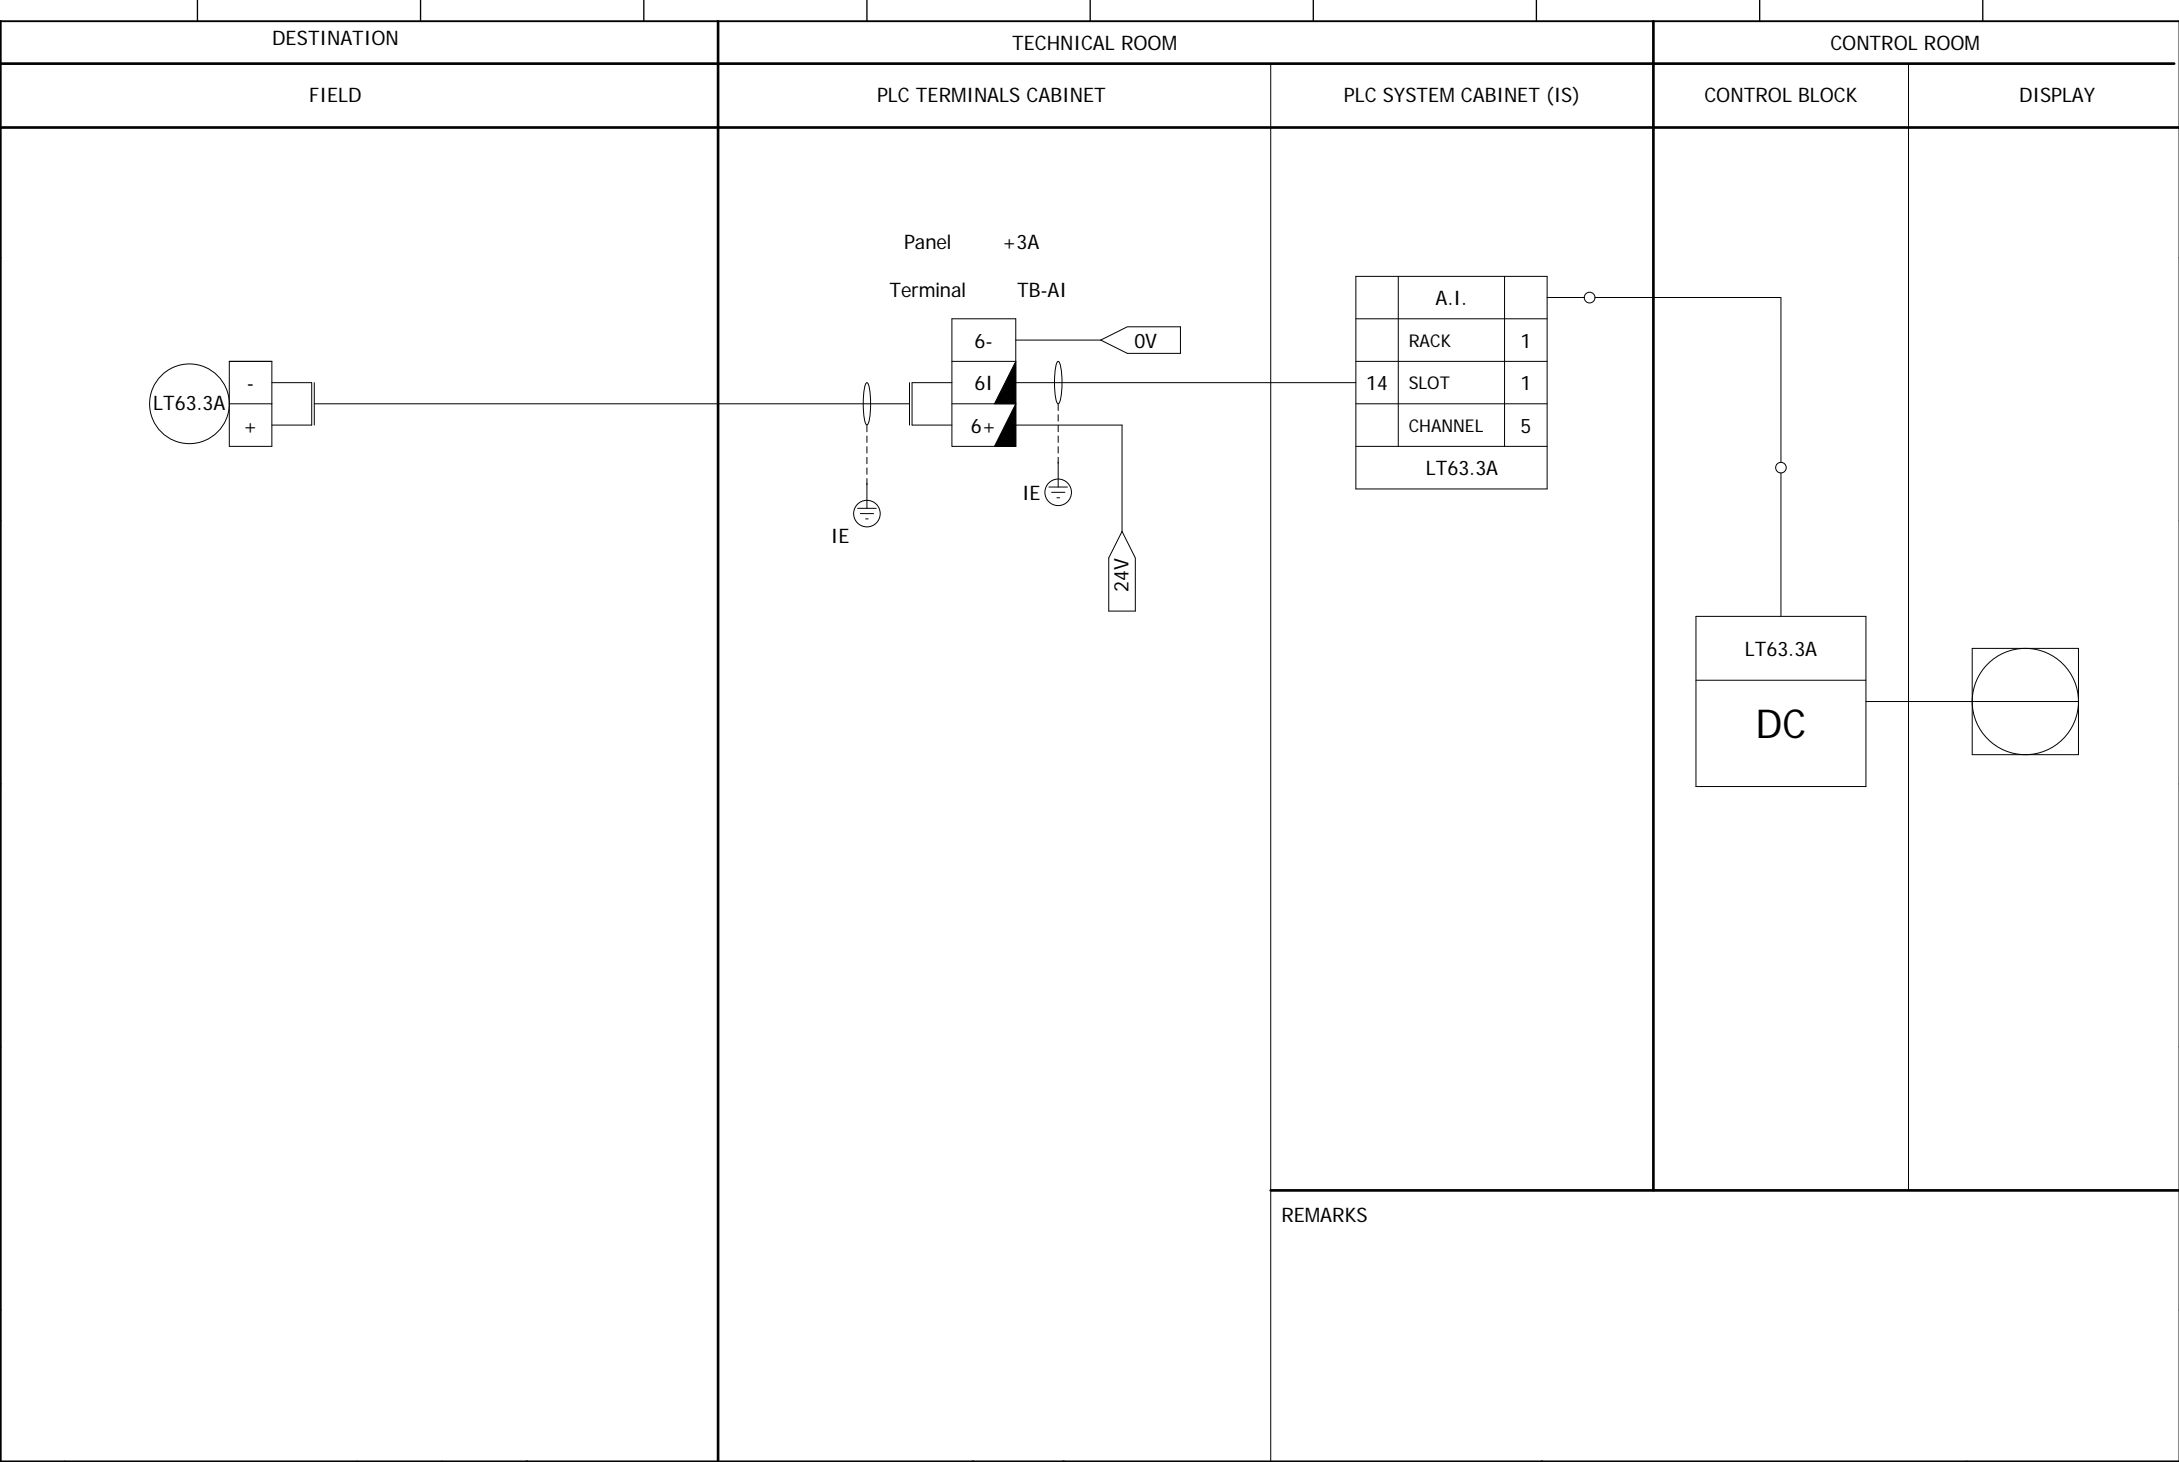 DESTINATION
TECHNICAL ROOM
CONTROL ROOM
FIELD
PLC TERMINALS CABINET
PLC SYSTEM CABINET (IS)
CONTROL BLOCK
DISPLAY
Panel +3A
Terminal TB-AI
6-
0V
6I
6+
IE
IE
24V
LT63.3A
-
+
A.I.
RACK 1
14 SLOT 1
CHANNEL 5
LT63.3A
LT63.3A
DC
REMARKS